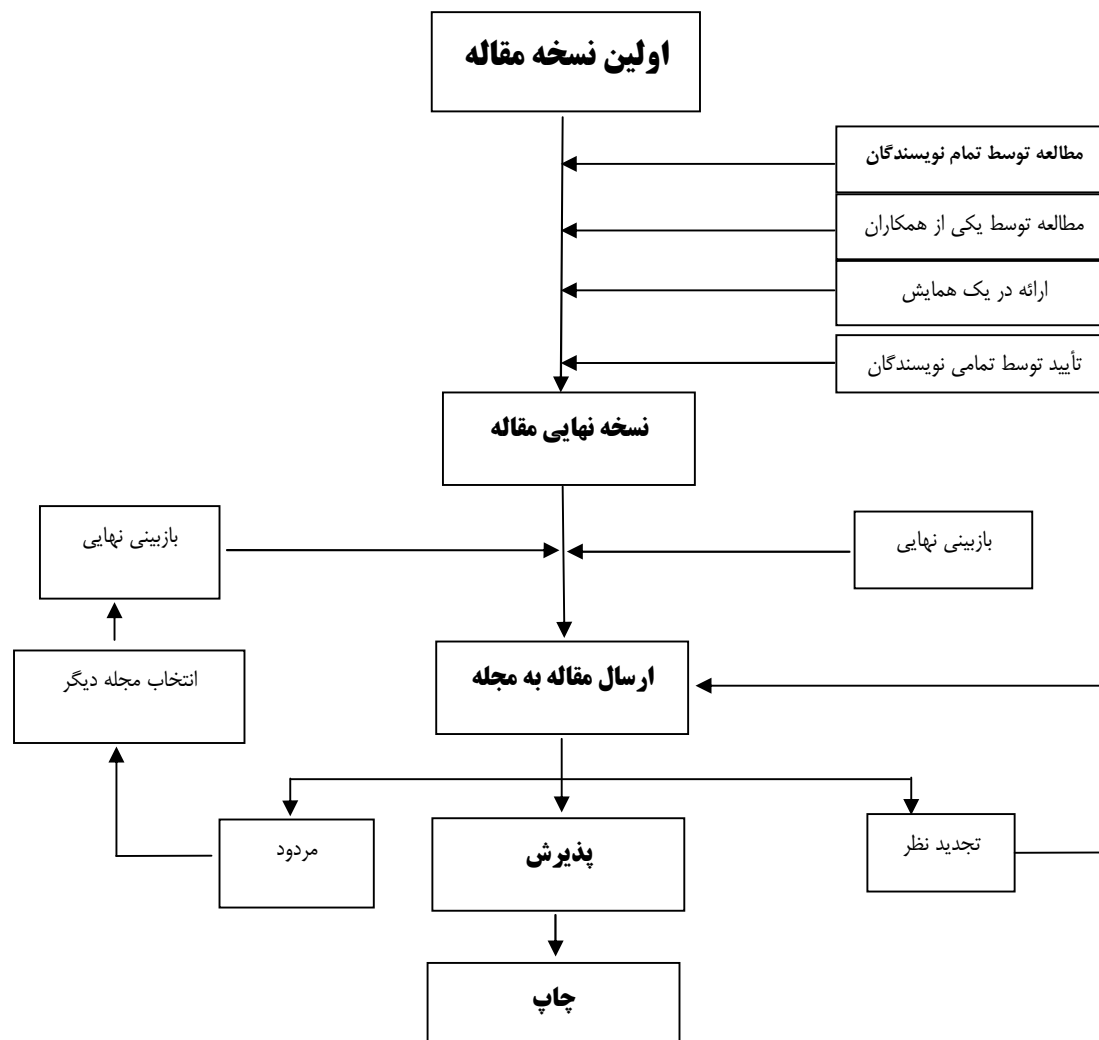 اولین نسخه مقاله
مطالعه توسط تمام نویسندگان
مطالعه توسط یکی از همکاران
ارائه در یک همایش
تأیید توسط تمامی نویسندگان
نسخه نهایی مقاله
بازبینی نهایی
بازبینی نهایی
ارسال مقاله به مجله
انتخاب مجله دیگر
تجدید نظر
پذیرش
مردود
چاپ